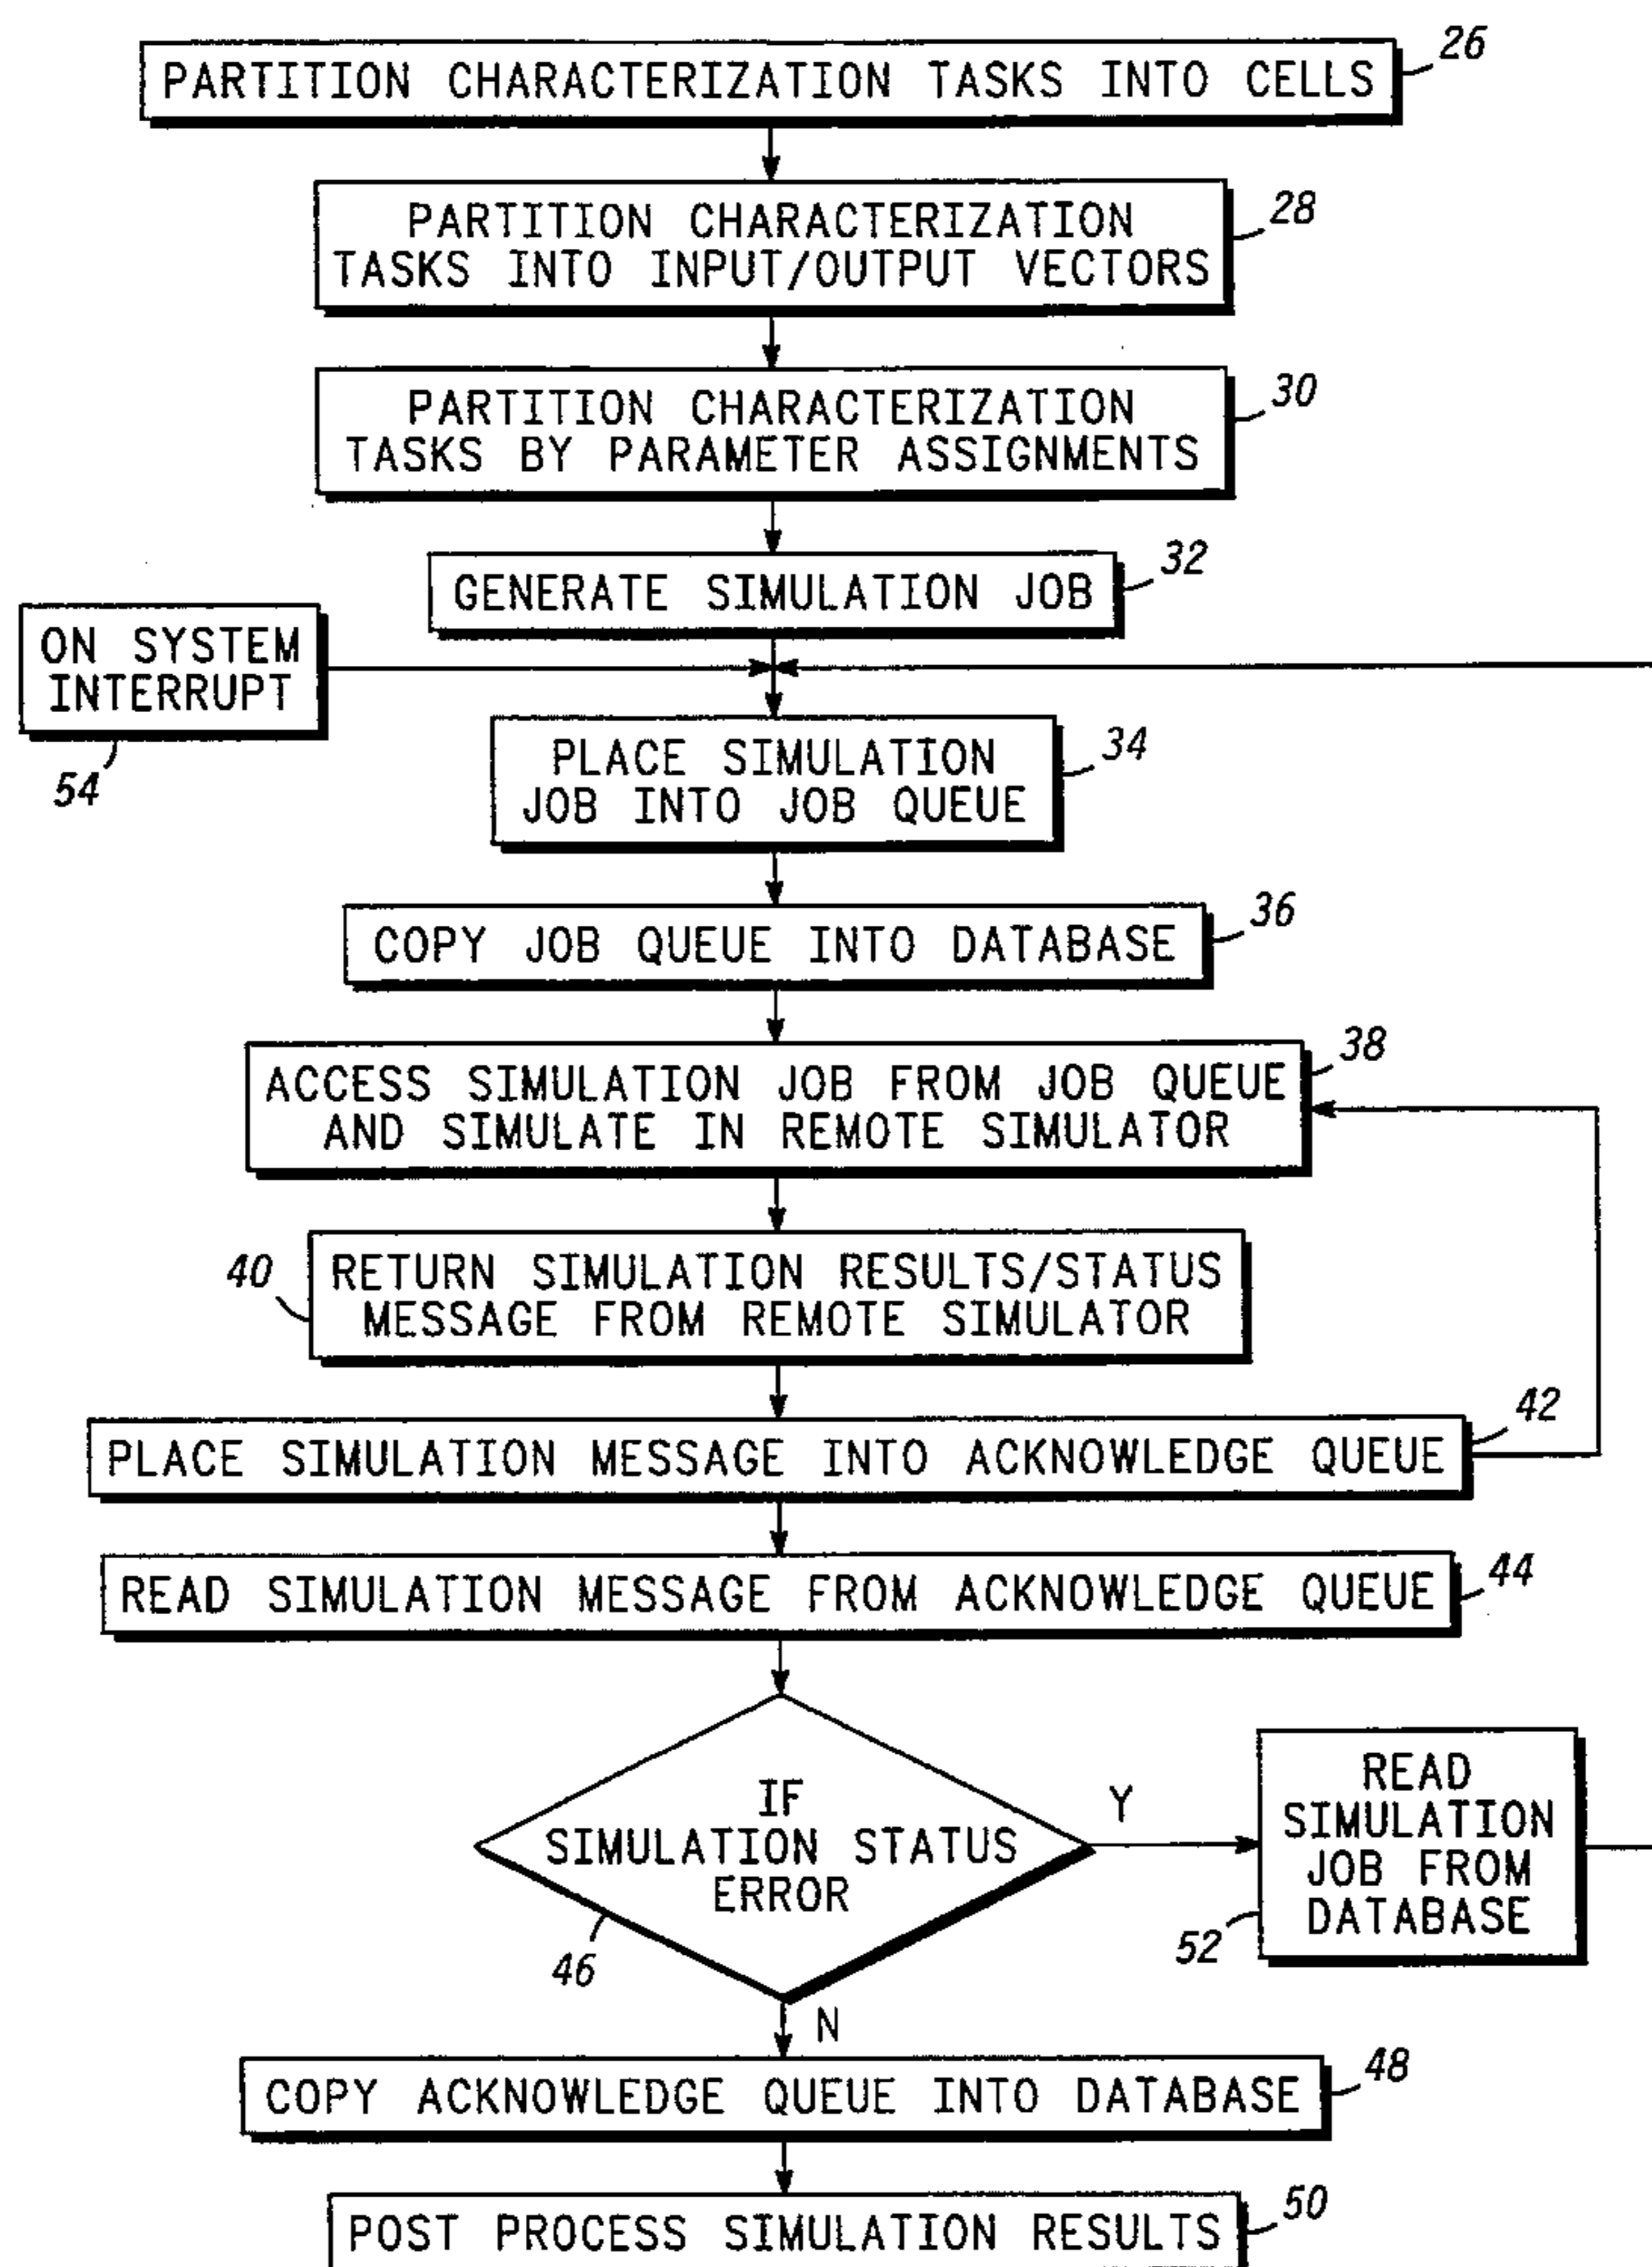 26
PARTITION CHARACTERIZATION TASKS INTO CELLS
28
PARTITION CHARACTERIZATION
TASKS INTO INPUT/OUTPUT VECTORS
30
PARTITION CHARACTERIZATION
TASKS BY PARAMETER ASSIGNMENTS
32
GENERATE SIMULATION JOB
ON SYSTEM
INTERRUPT
54
34
PLACE SIMULATION
JOB INTO JOB QUEUE
36
COPY JOB QUEUE INTO DATABASE
38
ACCESS SIMULATION JOB FROM JOB QUEUE
AND SIMULATE IN REMOTE SIMULATOR
40
RETURN SIMULATION RESULTS/STATUS
MESSAGE FROM REMOTE SIMULATOR
42
PLACE SIMULATION MESSAGE INTO ACKNOWLEDGE QUEUE
44
READ SIMULATION MESSAGE FROM ACKNOWLEDGE QUEUE
IF
SIMULATION STATUS
ERROR
46
Y
READ
SIMULATION
JOB FROM
DATABASE
52
N
48
COPY ACKNOWLEDGE QUEUE INTO DATABASE
50
POST PROCESS SIMULATION RESULTS